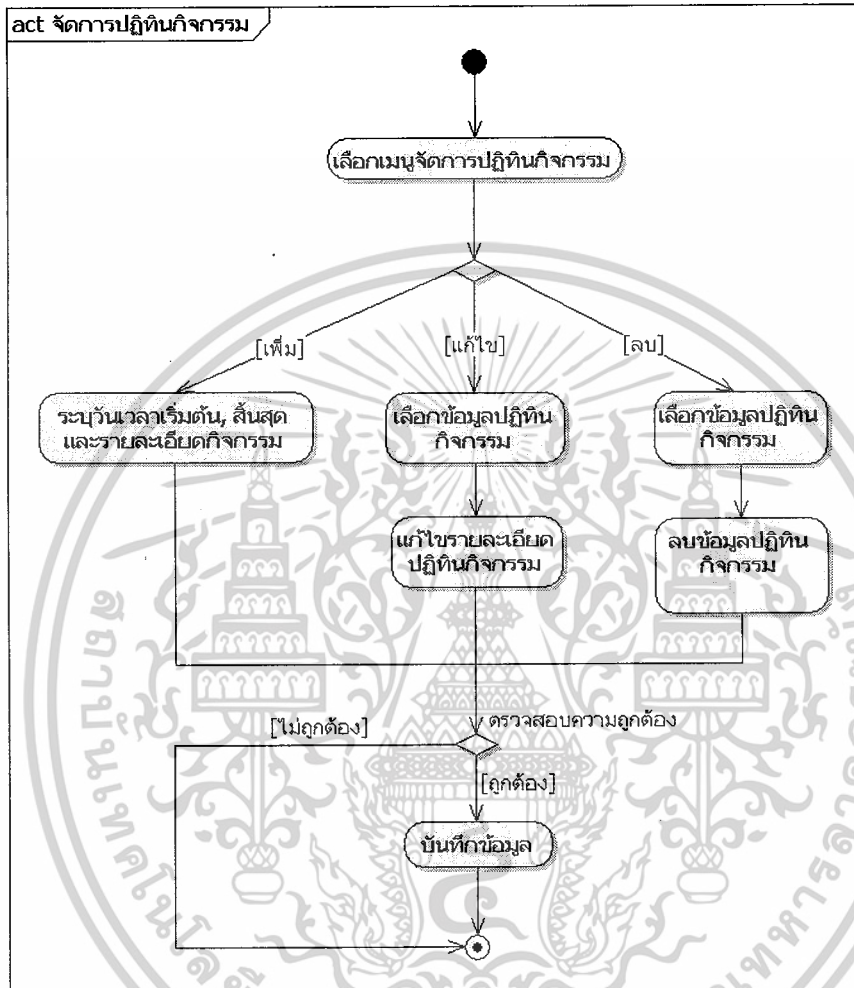 act จัดการปฏิทินกิจกรรม
เลือกเมนูจัดการปฏิทินกิจกรรม
[เพิ่ม]
[แก้ไข]
[ลบ]
ระบุวันเวลาเริ่มต้น, สิ้นสุด
และรายละเอียดกิจกรรม
เลือกข้อมูลปฏิทิน
กิจกรรม
เลือกข้อมูลปฏิทิน
กิจกรรม
แก้ไขรายละเอียด
ปฏิทินกิจกรรม
ลบข้อมูลปฏิทิน
กิจกรรม
[ไม่ถูกต้อง]
ตรวจสอบความถูกต้อง
[ถูกต้อง]
บันทึกข้อมูล